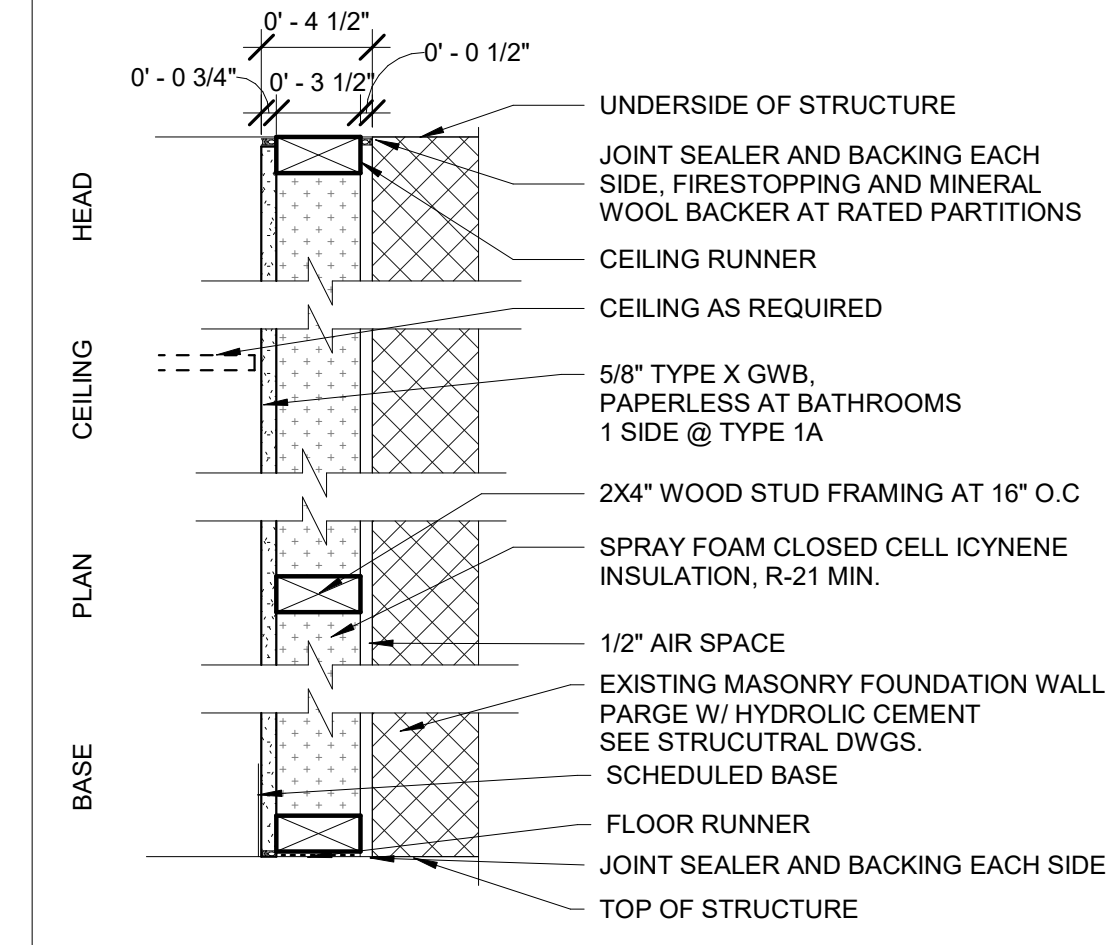 0' - 4 1/2"
0' - 0 1/2"
0' - 0 3/4"
0' - 3 1/2"
HEAD
CEILING
PLAN
BASE
UNDERSIDE OF STRUCTURE
JOINT SEALER AND BACKING EACH
SIDE, FIRESTOPPING AND MINERAL
WOOL BACKER AT RATED PARTITIONS
CEILING RUNNER
CEILING AS REQUIRED
5/8" TYPE X GWB,
PAPERLESS AT BATHROOMS
1 SIDE @ TYPE 1A
2X4" WOOD STUD FRAMING AT 16" O.C
SPRAY FOAM CLOSED CELL ICYNENE
INSULATION, R-21 MIN.
1/2" AIR SPACE
EXISTING MASONRY FOUNDATION WALL
PARGE W/ HYDROLIC CEMENT
SEE STRUCUTRAL DWGS.
SCHEDULED BASE
FLOOR RUNNER
JOINT SEALER AND BACKING EACH SIDE
TOP OF STRUCTURE